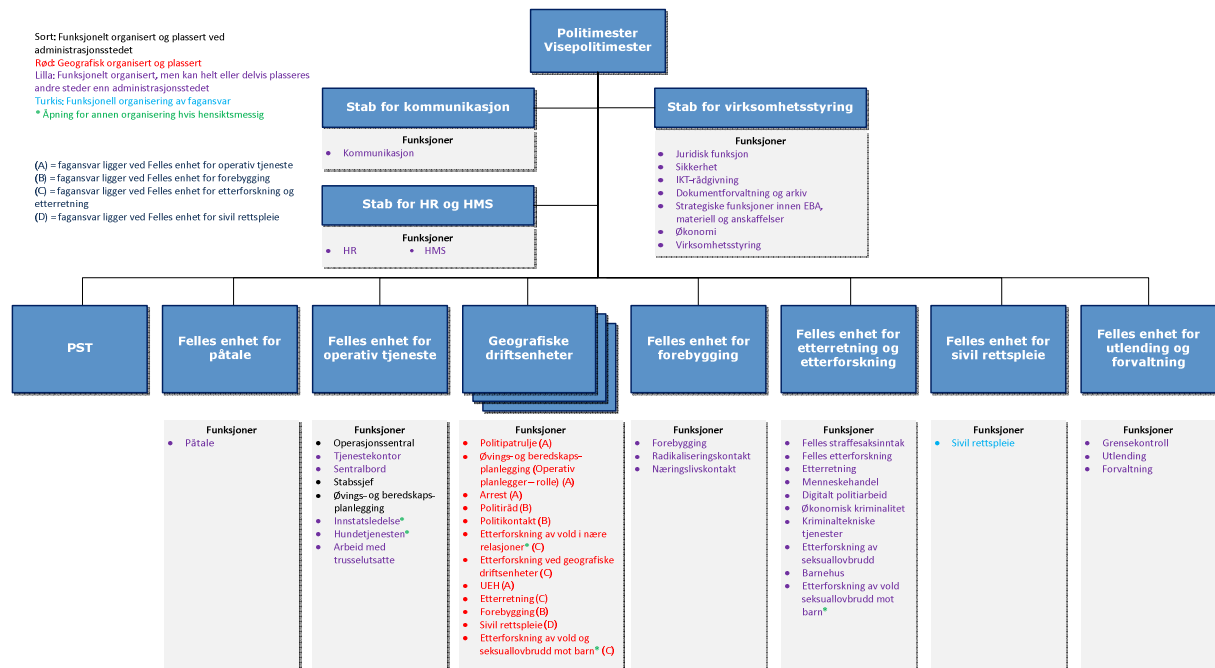 Politimester
Visepolitimester
Sort: Funksjonelt organisert og plassert ved
administrasjonsstedet
Rød: Geografisk organisert og plassert
Lilla: Funksjonelt organisert, men kan helt eller delvis plasseres
andre steder enn administrasjonsstedet
Turkis: Funksjonell organisering av fagansvar
* Åpning for annen organisering hvis hensiktsmessig
(A) = fagansvar ligger ved Felles enhet for operativ tjeneste
(B) = fagansvar ligger ved Felles enhet for forebygging
(C) = fagansvar ligger ved Felles enhet for etterforskning og
etterretning
(D) = fagansvar ligger ved Felles enhet for sivil rettspleie
Stab for kommunikasjon
Funksjoner
• Kommunikasjon
Stab for virksomhetsstyring
Funksjoner
• Juridisk funksjon
• Sikkerhet
• IKT-rådgivning
• Dokumentforvaltning og arkiv
• Strategiske funksjoner innen EBA,
materiell og anskaffelser
• Økonomi
• Virksomhetsstyring
Stab for HR og HMS
Funksjoner
• HR • HMS
PST
Felles enhet for
påtale
Funksjoner
• Påtale
Felles enhet for
operativ tjeneste
Funksjoner
• Operasjonssentral
• Tjenestekontor
• Sentralbord
• Stabssjef
• Øvings- og beredskaps-
planlegging
• Innstatsledelse*
• Hundetjenesten*
• Arbeid med
trusselutsatte
Geografiske
driftsenheter
Funksjoner
• Politipatrulje (A)
• Øvings- og beredskaps-
planlegging (Operativ
planlegger– rolle) (A)
• Arrest (A)
• Politiråd (B)
• Politikontakt (B)
• Etterforskning av vold i nære
relasjoner* (C)
• Etterforskning ved geografiske
driftsenheter (C)
• UEH (A)
• Etterretning (C)
• Forebygging (B)
• Sivil rettspleie (D)
• Etterforskning av vold og
seksuallovbrudd mot barn* (C)
Felles enhet for
forebygging
Funksjoner
• Forebygging
• Radikaliseringskontakt
• Næringslivskontakt
Felles enhet for
etterretning og
etterforskning
Funksjoner
• Felles straffesaksinntak
• Felles etterforskning
• Etterretning
• Menneskehandel
• Digitalt politiarbeid
• Økonomisk kriminalitet
• Kriminaltekniske
tjenester
• Etterforskning av
seksuallovbrudd
• Barnehus
• Etterforskning av vold
seksuallovbrudd mot
barn*
Felles enhet for
sivil rettspleie
Funksjoner
• Sivil rettspleie
Felles enhet for
utlending og
forvaltning
Funksjoner
• Grensekontroll
• Utlending
• Forvaltning